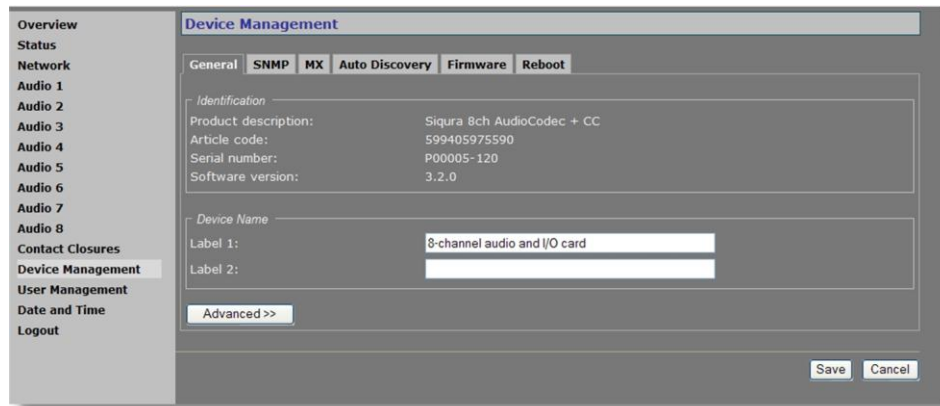 Overview
Status
Network
Audio 1
Audio 2
Audio 3
Audio 4
Audio 5
Audio 6
Audio 7
Audio 8
Contact Closures
Device Management
User Management
Date and Time
Logout
Device Management
General SNMP MX Auto Discovery Firmware Reboot
Identification
Product description: Siqura 8ch AudioCodec + CC
Article code: 599405975590
Serial number: P00005-120
Software version: 3.2.0
Device Name
Label 1: 8-channel audio and I/O card
Label 2:
Advanced >>
Save Cancel